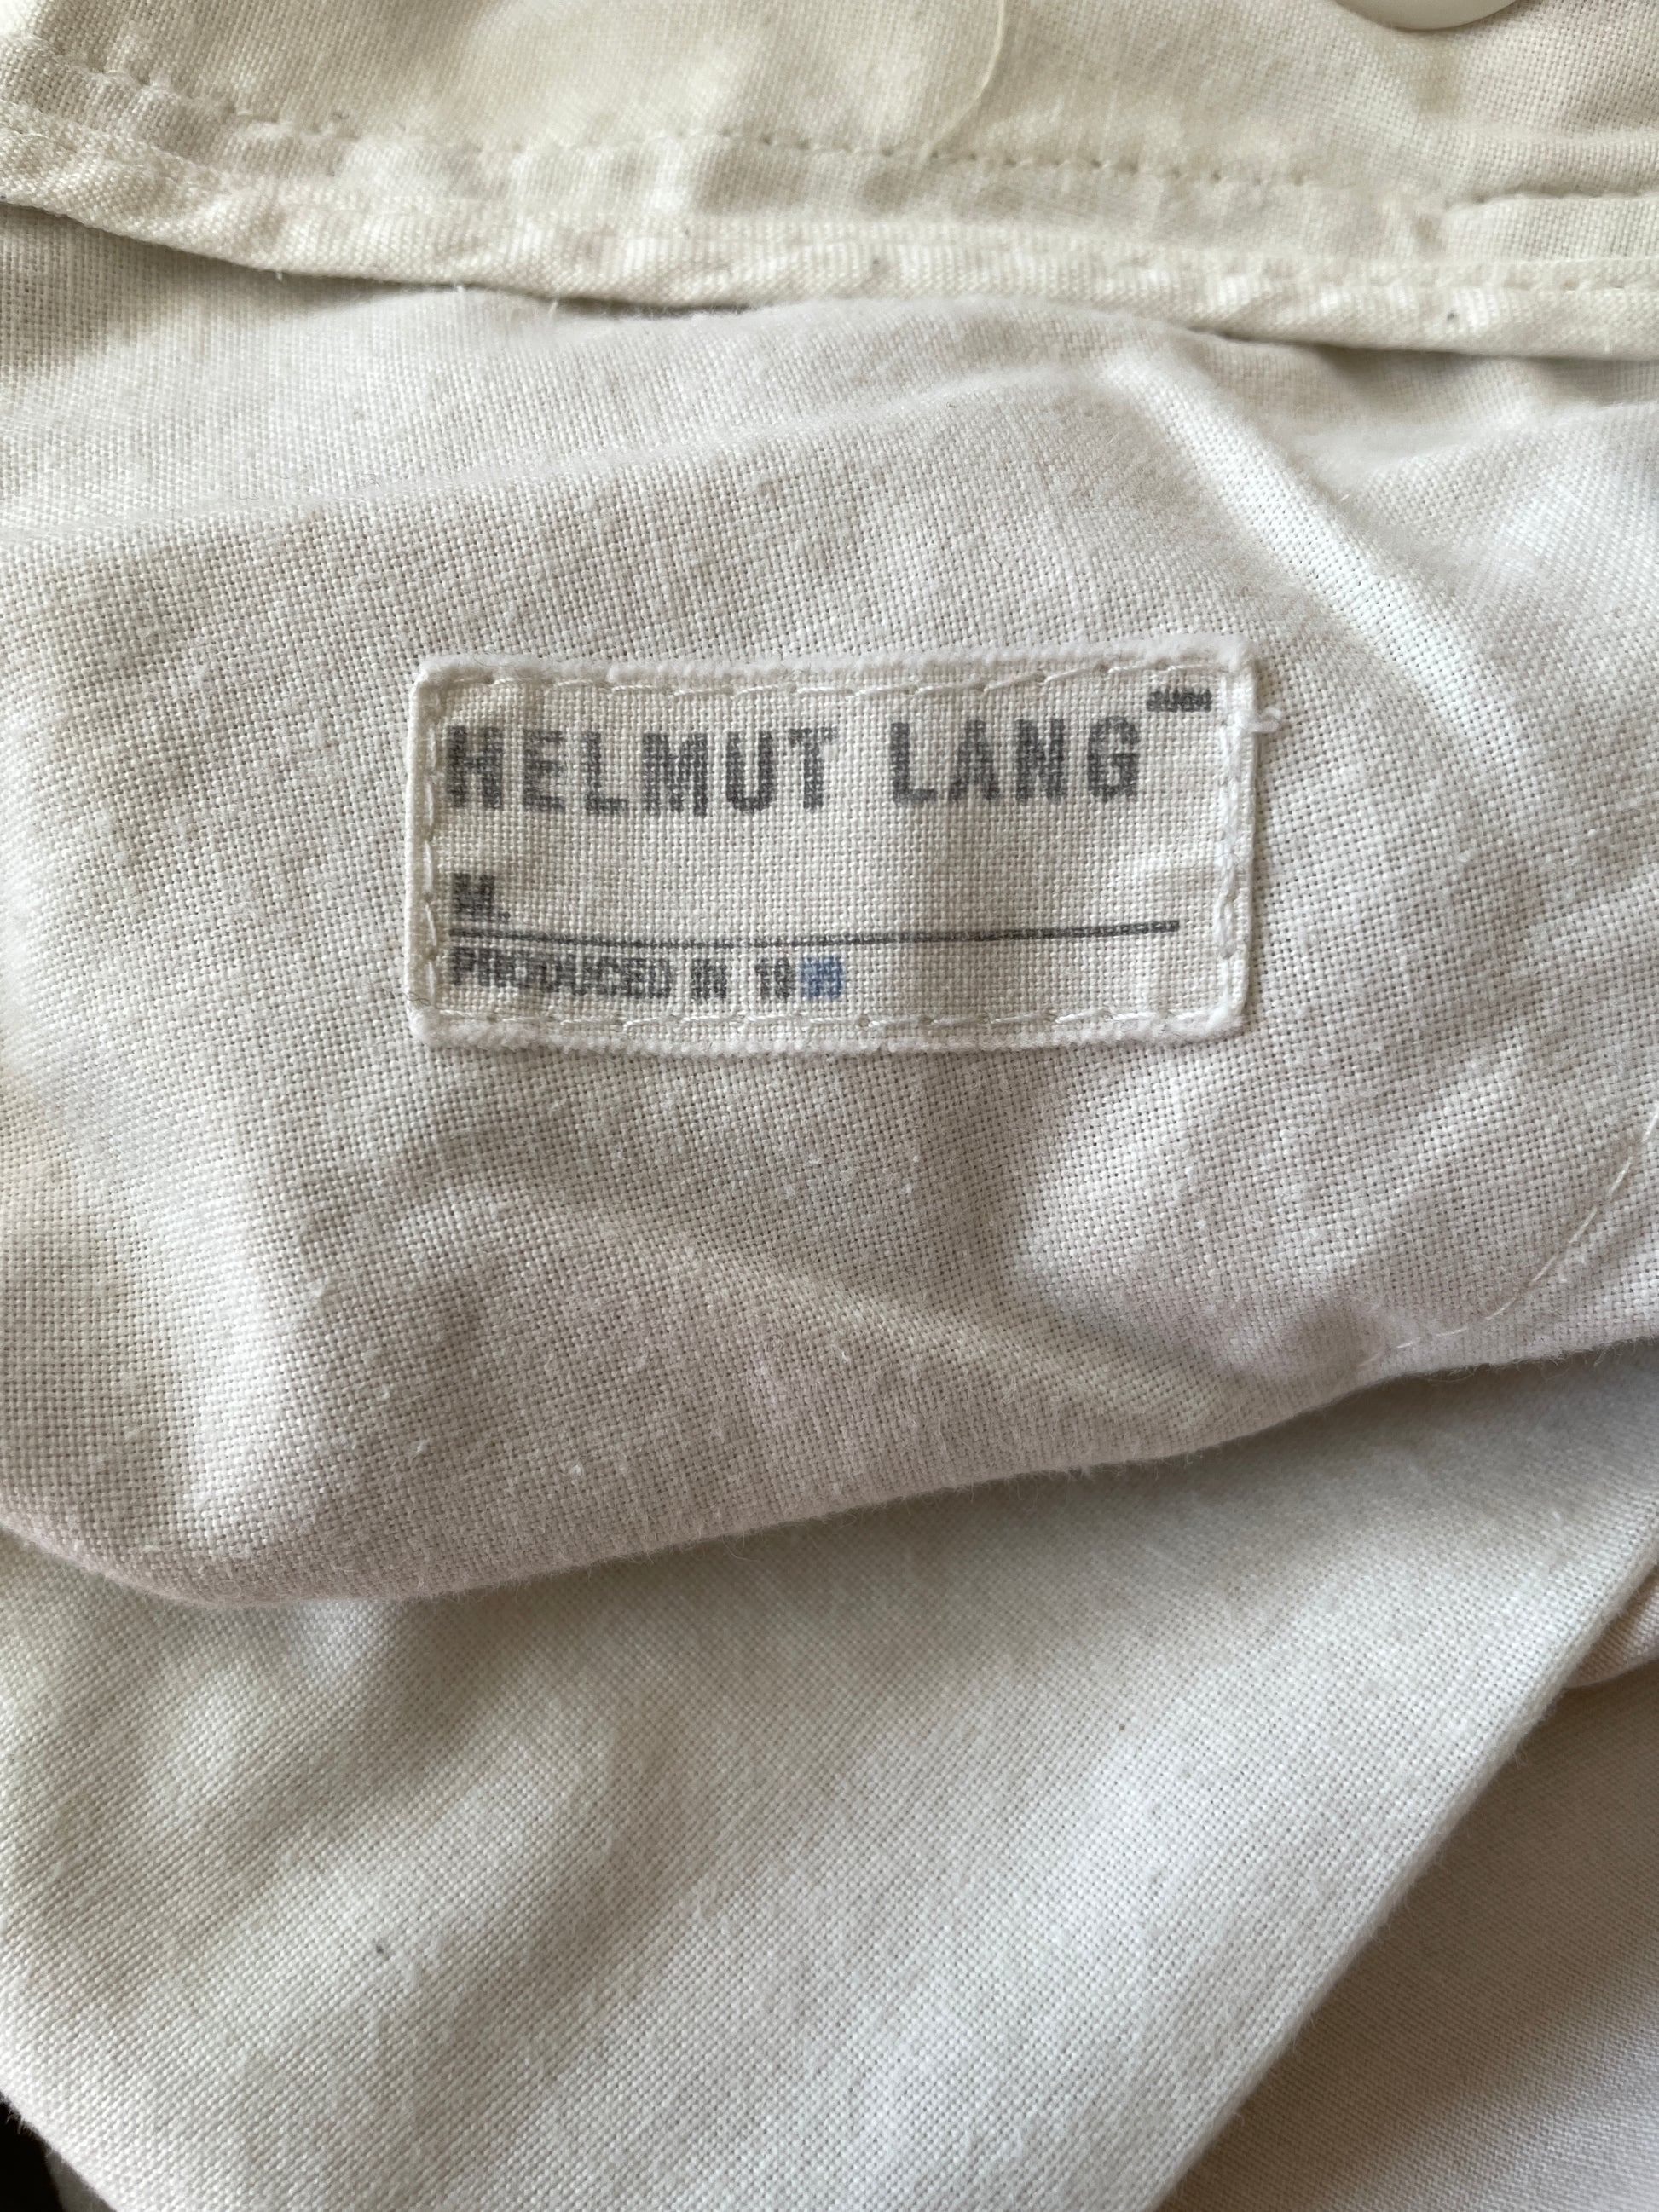 HELMUT LANG
M.
PRODUCED IN 19